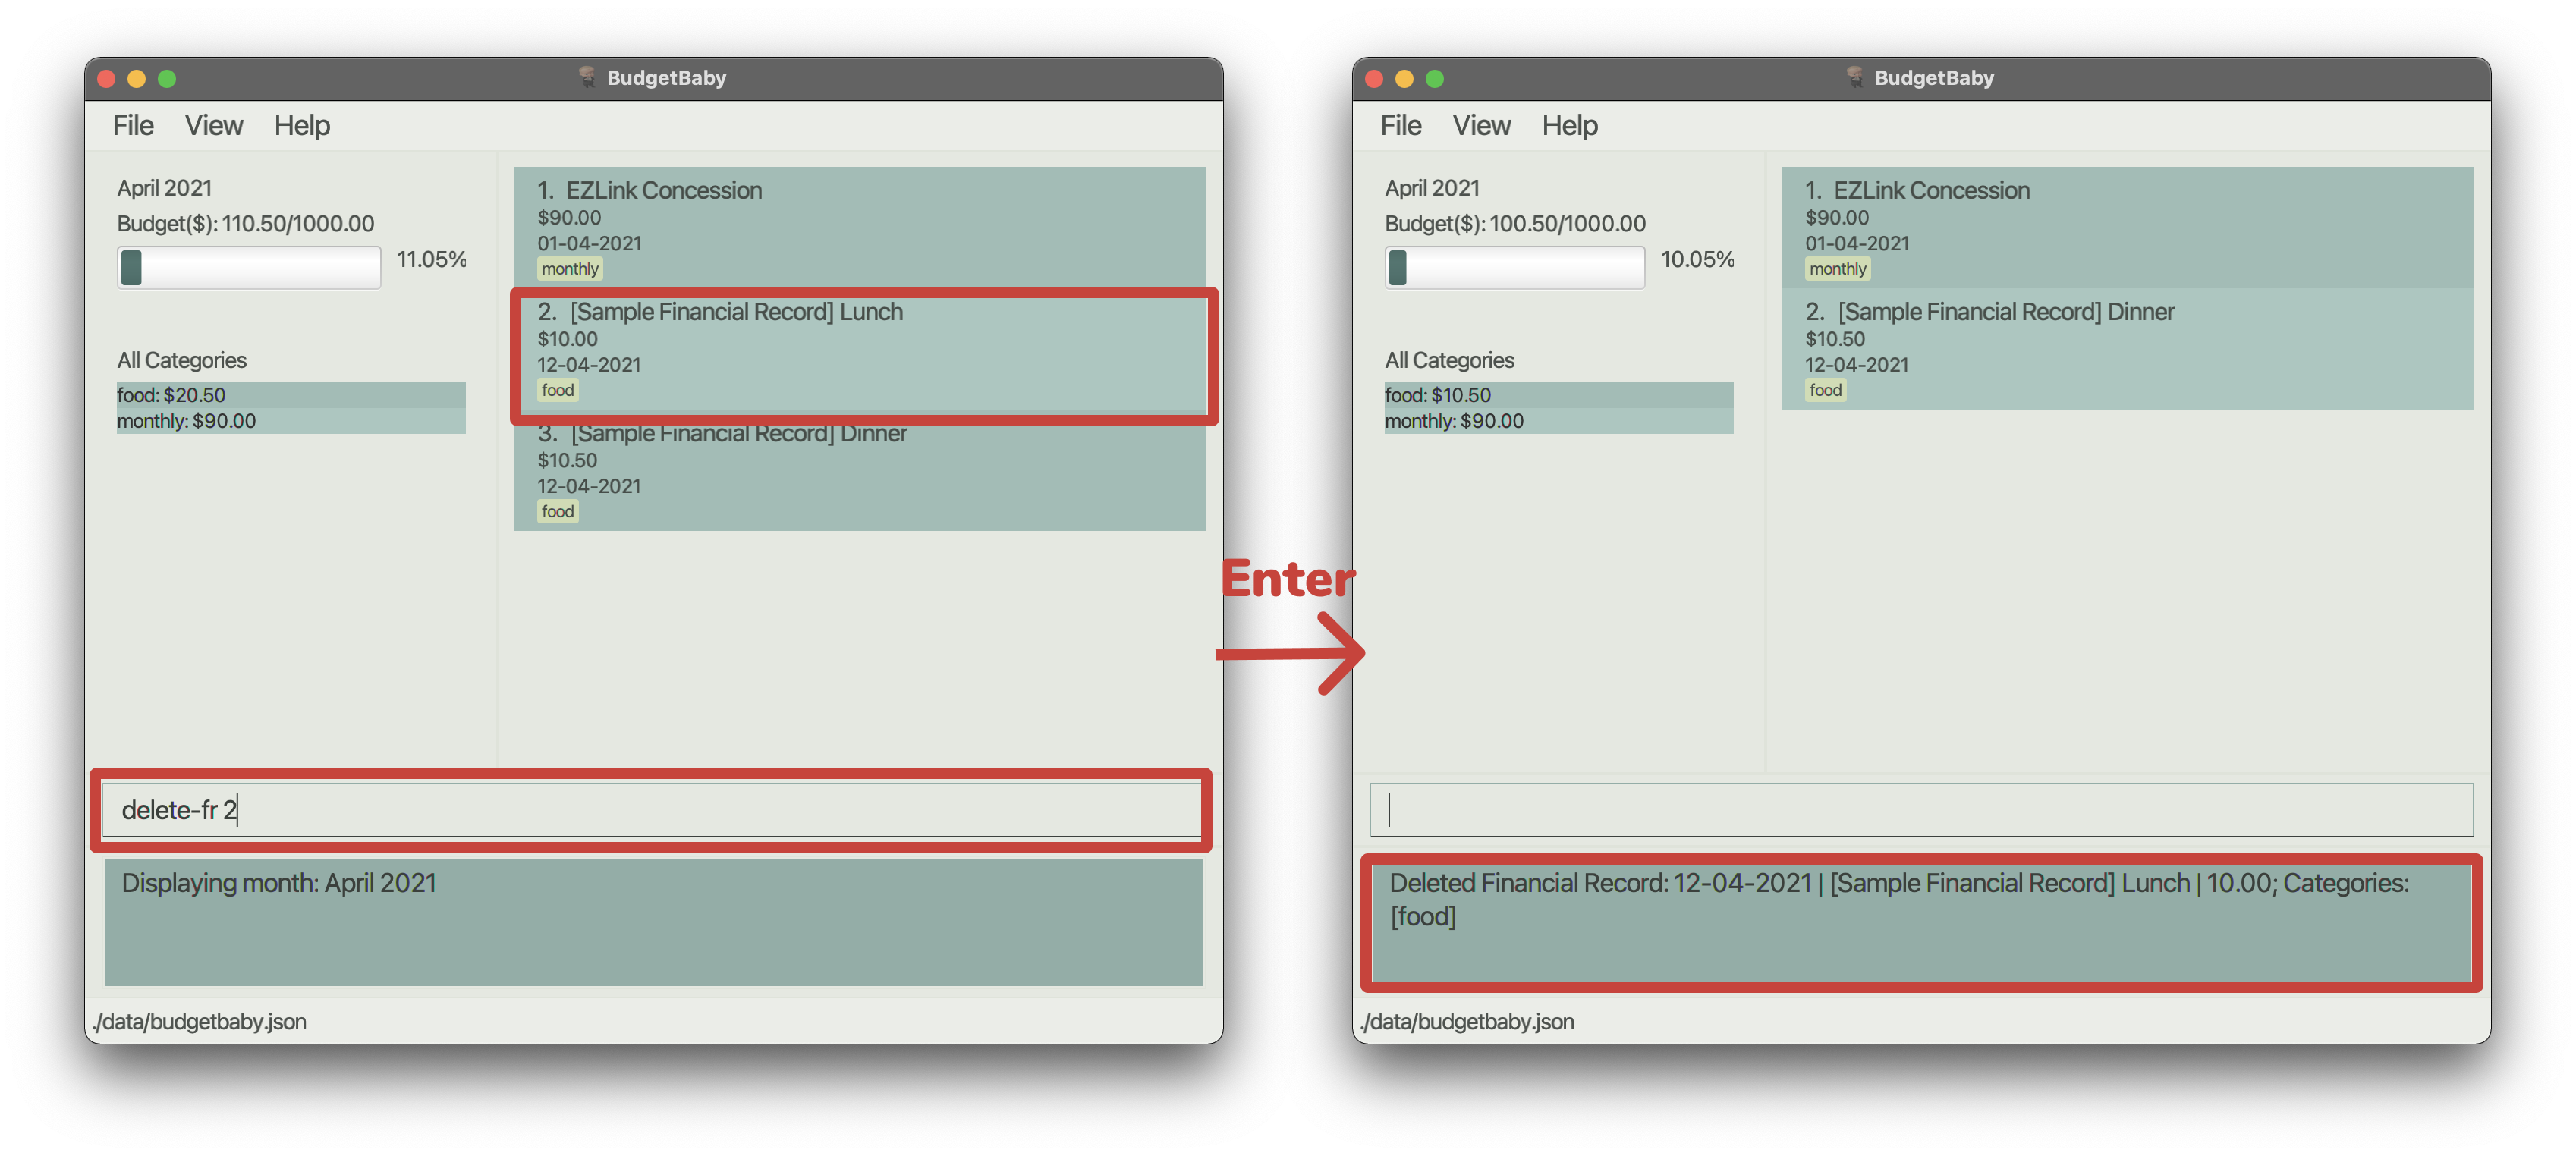 BudgetBaby
File View Help
April 2021
Budget($): 110.50/1000.00
11.05%
All Categories
food: $20.50
monthly: $90.00
1. EZLink Concession
$90.00
01-04-2021
monthly
2. [Sample Financial Record] Lunch
$10.00
12-04-2021
food
3. [Sample Financial Record] Dinner
$10.50
12-04-2021
food
delete-fr 2
Displaying month: April 2021
./data/budgetbaby.json
Enter
BudgetBaby
File View Help
April 2021
Budget($): 100.50/1000.00
10.05%
All Categories
food: $10.50
monthly: $90.00
1. EZLink Concession
$90.00
01-04-2021
monthly
2. [Sample Financial Record] Dinner
$10.50
12-04-2021
food
Deleted Financial Record: 12-04-2021 | [Sample Financial Record] Lunch | 10.00; Categories:
[food]
./data/budgetbaby.json